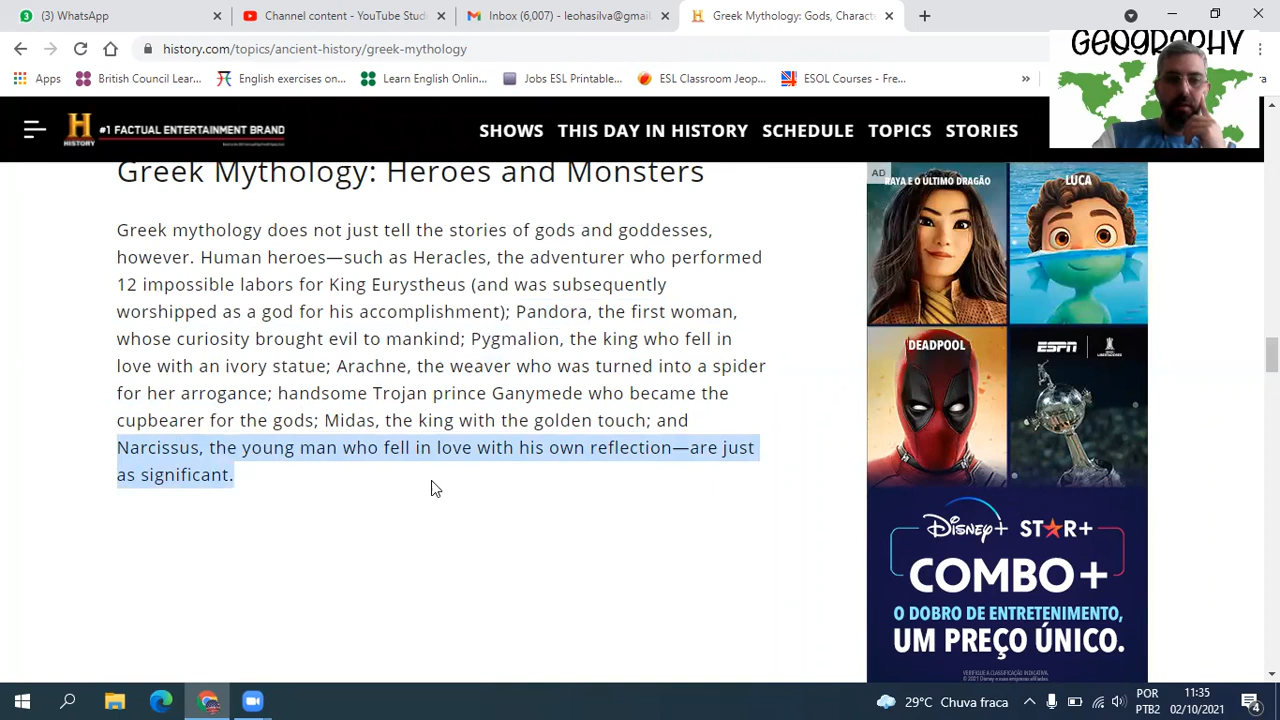 (3) WhatsApp
Channel content - YouTube Stud
Inbox (6,007) - leohasilva@gmail
Greek Mythology: Gods, Charact
history.com/topics/ancient-history/greek-mythology
GEOGRAPHY
Apps
British Council Lear...
English exercises on...
Learn English onlin...
Jobs ESL Printable...
ESL Classroom Jeop...
ESOL Courses - Fre...
»
H
HISTORY
#1 FACTUAL ENTERTAINMENT BRAND
SHOWS
THIS DAY IN HISTORY
SCHEDULE
TOPICS
STORIES
Greek Mythology: Heroes and Monsters
Greek mythology does not just tell the stories of gods and goddesses,
however. Human heroes—such as Heracles, the adventurer who performed
12 impossible labors for King Eurystheus (and was subsequently
worshipped as a god for his accomplishment); Pandora, the first woman,
whose curiosity brought evil to mankind; Pygmalion, the king who fell in
love with an ivory statue; Arachne, the weaver who was turned into a spider
for her arrogance; handsome Trojan prince Ganymede who became the
cupbearer for the gods; Midas, the king with the golden touch; and
Narcissus, the young man who fell in love with his own reflection—are just
as significant.
AD
RAYA E O ÚLTIMO DRAGÃO
LUCA
DEADPOOL
ESPN
Disney+ STAR+
COMBO+
O DOBRO DE ENTRETENIMENTO,
UM PREÇO ÚNICO.
VERIFIQUE A CLASSIFICAÇÃO INDICATIVA.
29°C Chuva fraca
POR
PTB2
11:35
02/10/2021
4